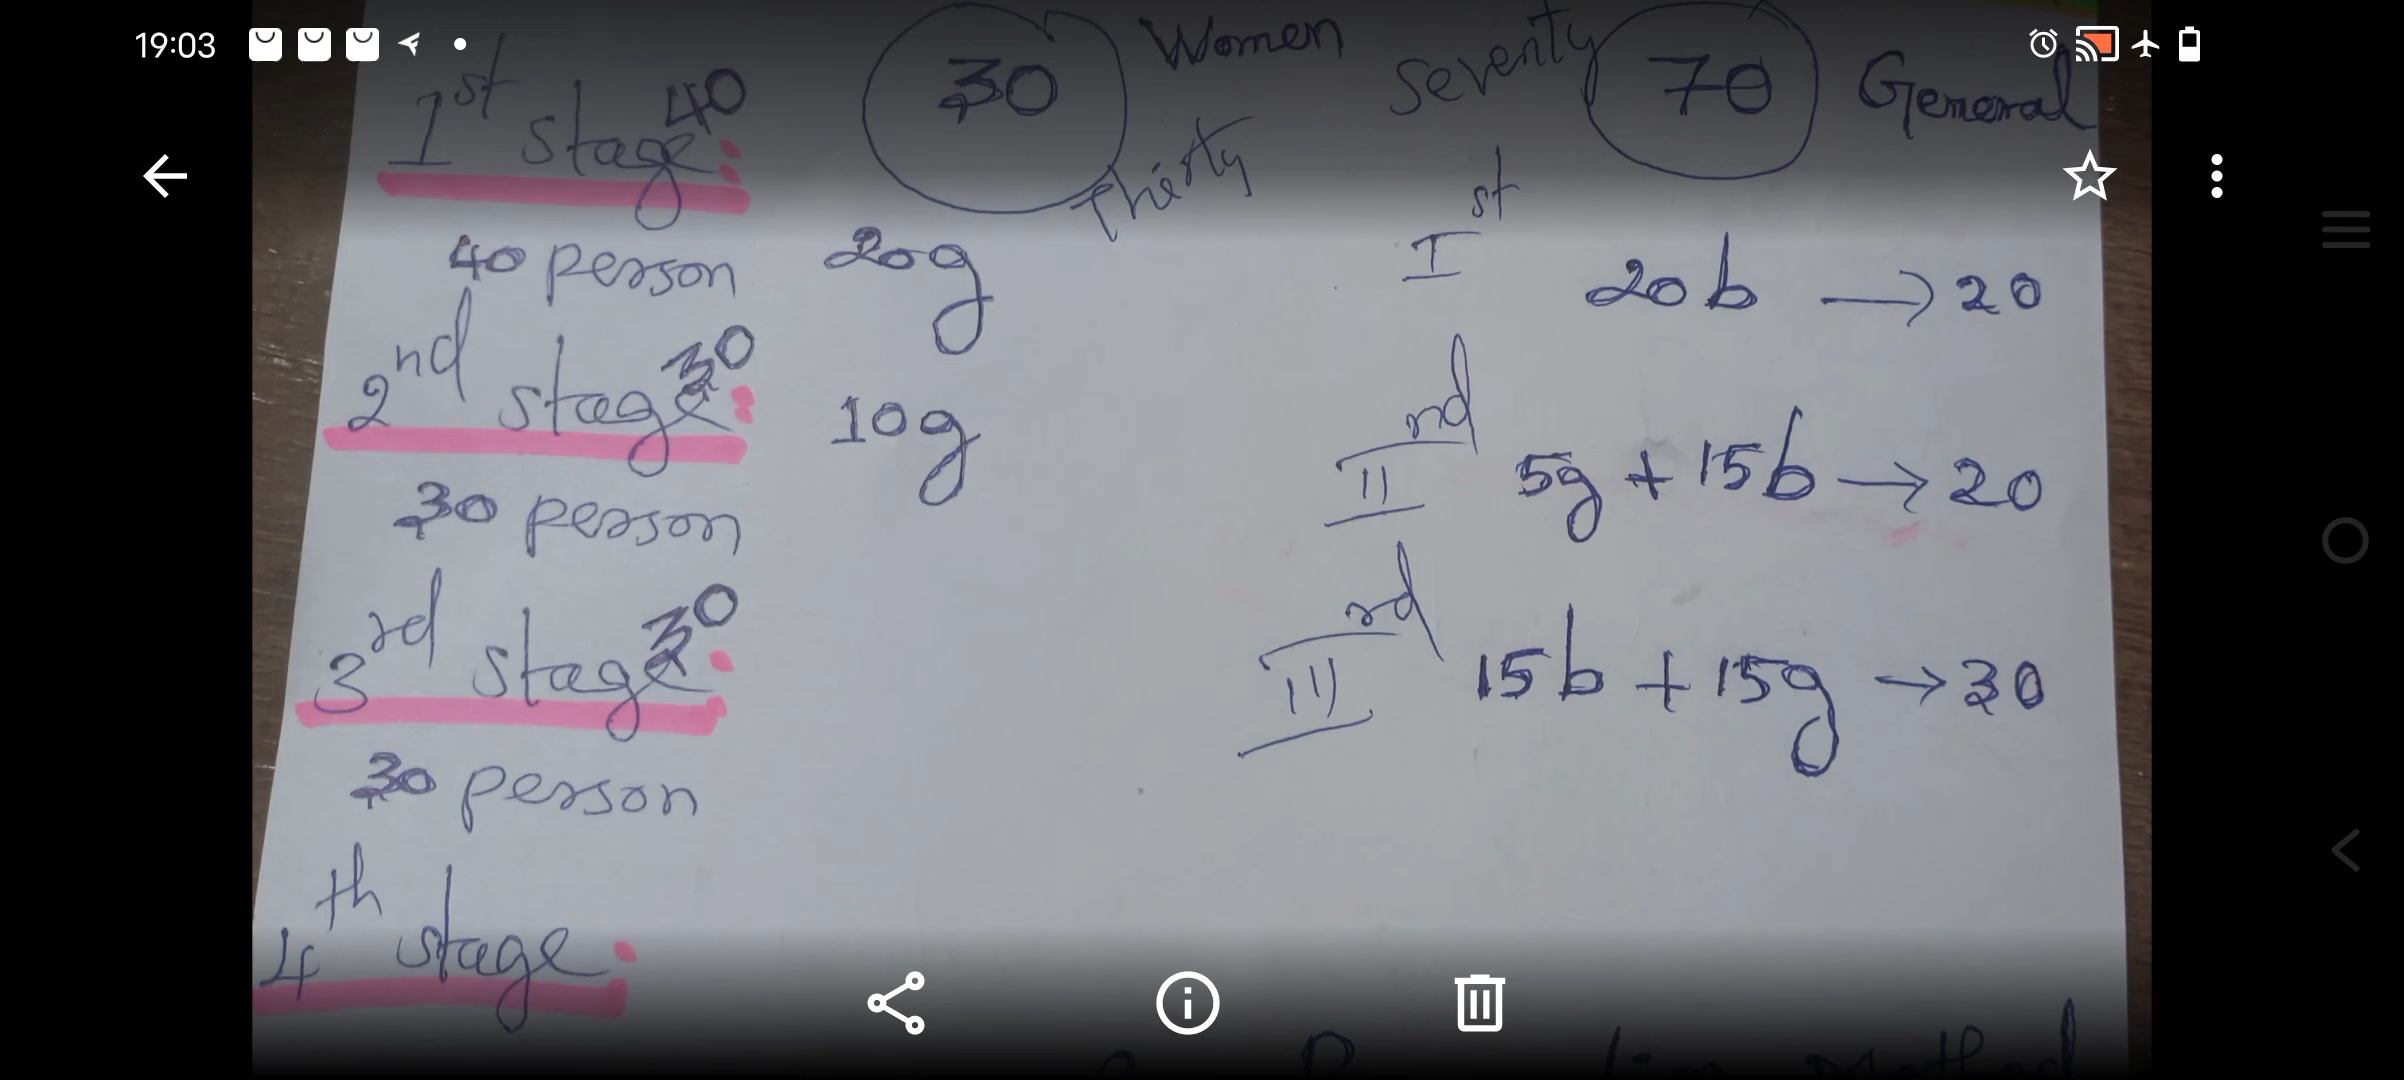 19:03
1st stage: 40
30 Women
Thirty
Seventy 70 General
40 person 20g
Ist 20b → 20
2nd stage: 30
10g
30 person
IInd 5g + 15b → 20
3rd stage: 30
30 person
IIIrd 15b + 15g → 30
4th stage:
Method